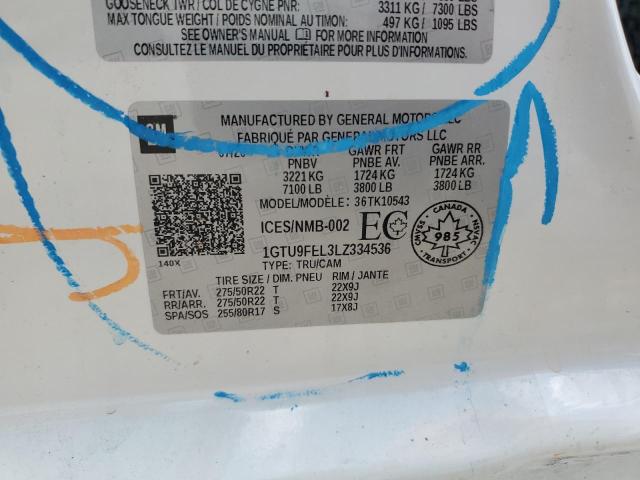 GOOSENECK TWR / COL DE CYGNE PNR: 3311 KG / 7300 LBS
MAX TONGUE WEIGHT / POIDS NOMINAL AU TIMON: 497 KG / 1095 LBS
SEE OWNER'S MANUAL FOR MORE INFORMATION
CONSULTEZ LE MANUEL DU PROPRIÉTAIRE POUR PLUS D'INFORMATIONS
GM
MANUFACTURED BY GENERAL MOTORS LLC
FABRIQUÉ PAR GENERAL MOTORS LLC
07/20 GVWR GAWR FRT GAWR RR
PNBV PNBE AV. PNBE ARR.
3221 KG 1724 KG 1724 KG
7100 LB 3800 LB 3800 LB
MODEL/MODÈLE: 36TK10543
ICES/NMB-002 EC
CANADA
985
1GTU9FEL3LZ334536
140X
TYPE: TRU/CAM
TIRE SIZE / DIM. PNEU RIM / JANTE
FRT/AV. 275/50R22 T 22X9J
RR/ARR. 275/50R22 T 22X9J
SPA/SOS 255/80R17 S 17X8J